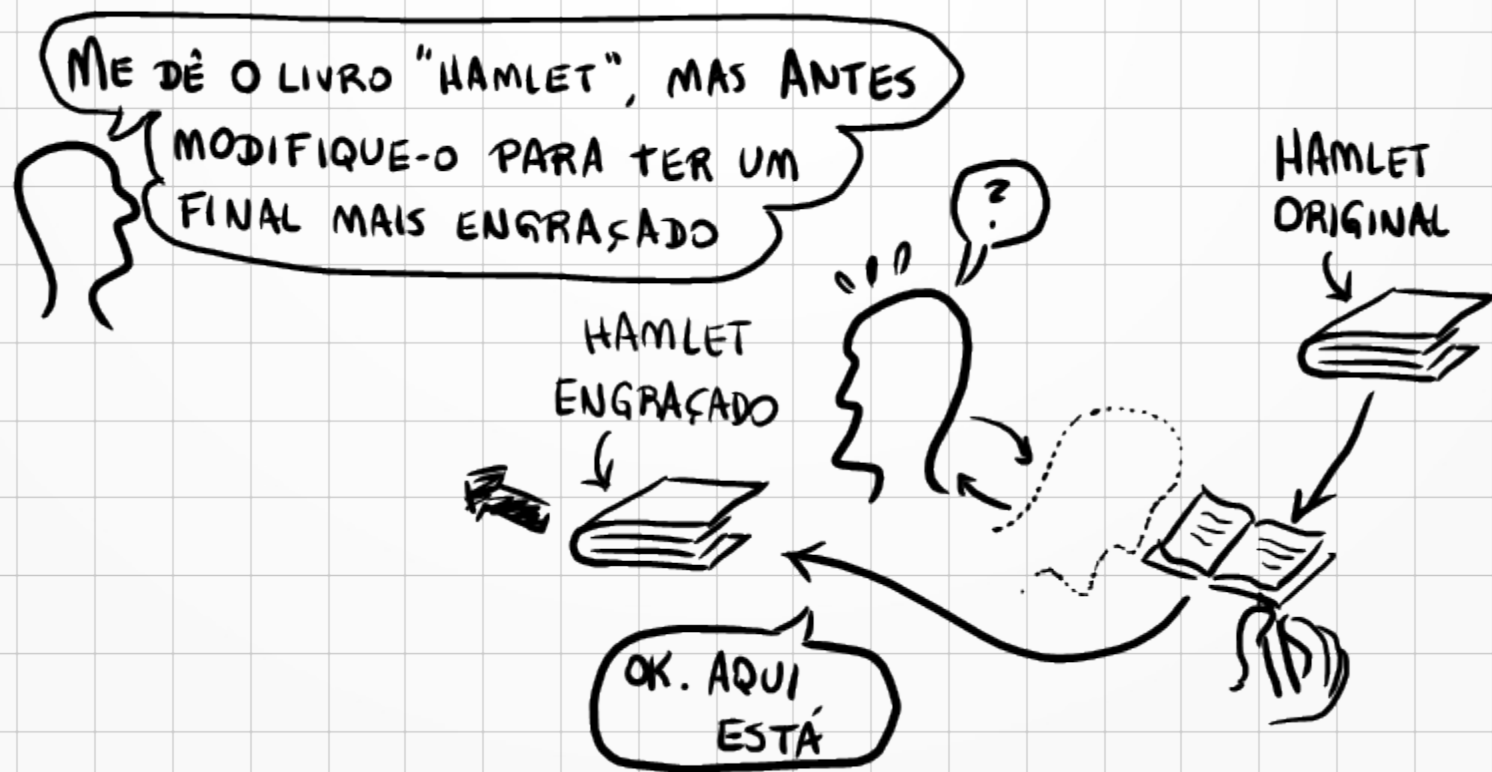 ME DÊ O LIVRO "HAMLET", MAS ANTES
MODIFIQUE-O PARA TER UM
FINAL MAIS ENGRAÇADO
?
HAMLET
ORIGINAL
HAMLET
ENGRAÇADO
OK. AQUI
ESTÁ